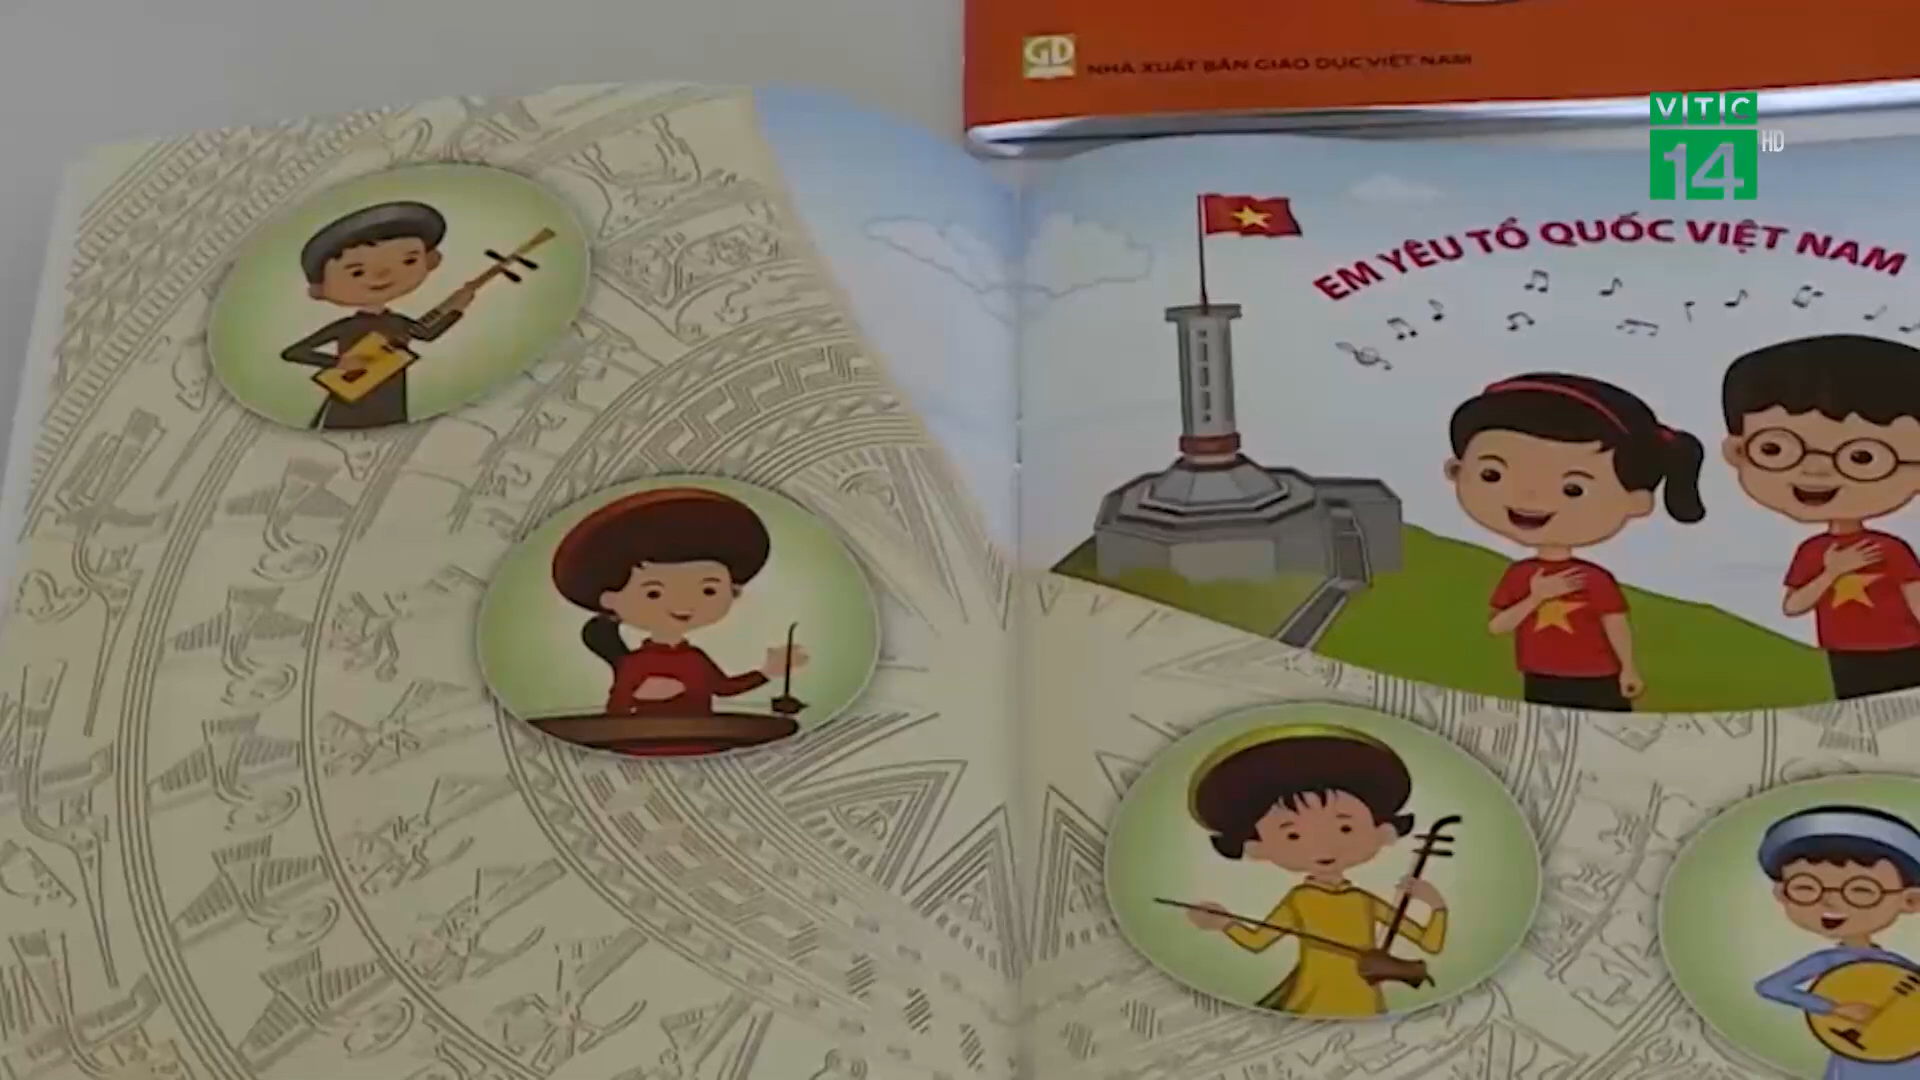 GD NHÀ XUẤT BẢN GIÁO DỤC VIỆT NAM
VTC
14 HD
EM YÊU TỔ QUỐC VIỆT NAM